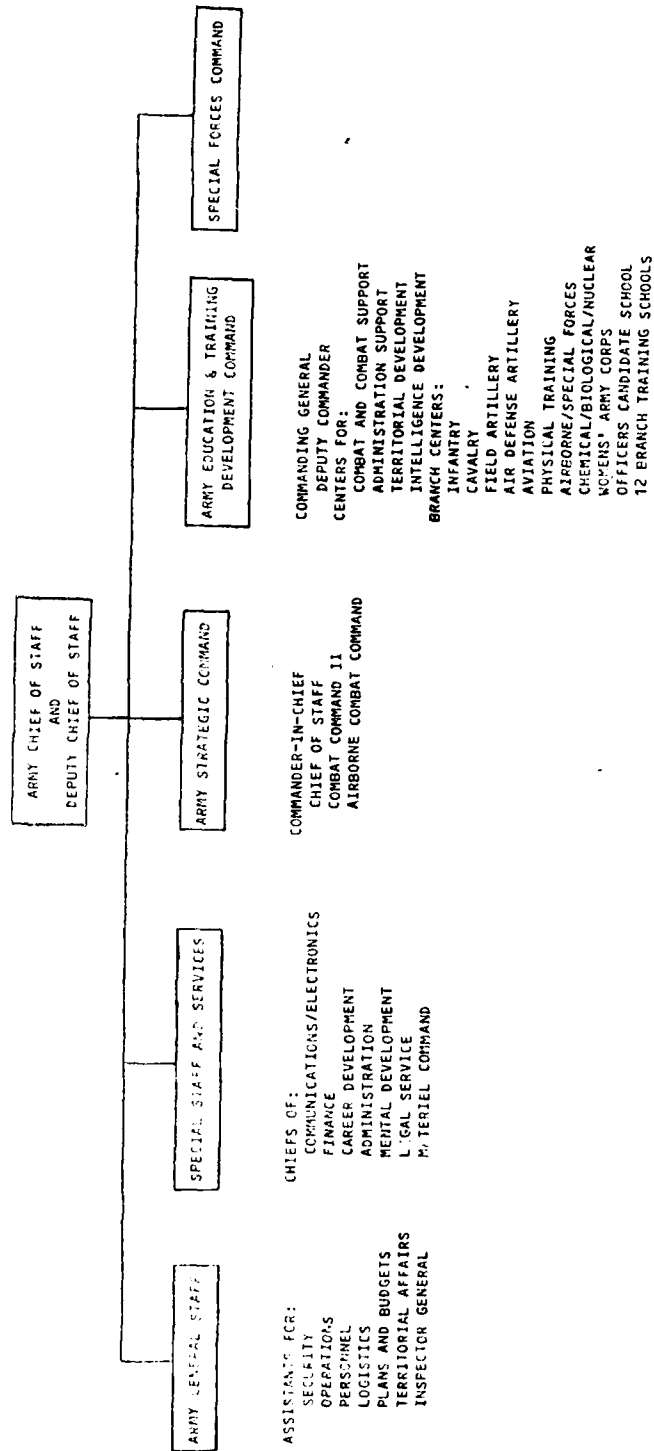 ARMY CHIEF OF STAFF
AND
DEPUTY CHIEF OF STAFF
ARMY GENERAL STAFF
SPECIAL STAFF AND SERVICES
ARMY STRATEGIC COMMAND
ARMY EDUCATION & TRAINING
DEVELOPMENT COMMAND
SPECIAL FORCES COMMAND
ASSISTANTS FOR:
SECURITY
OPERATIONS
PERSONNEL
LOGISTICS
PLANS AND BUDGETS
TERRITORIAL AFFAIRS
INSPECTOR GENERAL
CHIEFS OF:
COMMUNICATIONS/ELECTRONICS
FINANCE
CAREER DEVELOPMENT
ADMINISTRATION
MENTAL DEVELOPMENT
LEGAL SERVICE
MATERIEL COMMAND
COMMANDER-IN-CHIEF
CHIEF OF STAFF
COMBAT COMMAND II
AIRBORNE COMBAT COMMAND
COMMANDING GENERAL
DEPUTY COMMANDER
CENTERS FOR:
COMBAT AND COMBAT SUPPORT
ADMINISTRATION SUPPORT
TERRITORIAL DEVELOPMENT
INTELLIGENCE DEVELOPMENT
BRANCH CENTERS:
INFANTRY
CAVALRY
FIELD ARTILLERY
AIR DEFENSE ARTILLERY
AVIATION
PHYSICAL TRAINING
AIRBORNE/SPECIAL FORCES
CHEMICAL/BIOLOGICAL/NUCLEAR
WOMENS' ARMY CORPS
OFFICERS CANDIDATE SCHOOL
12 BRANCH TRAINING SCHOOLS